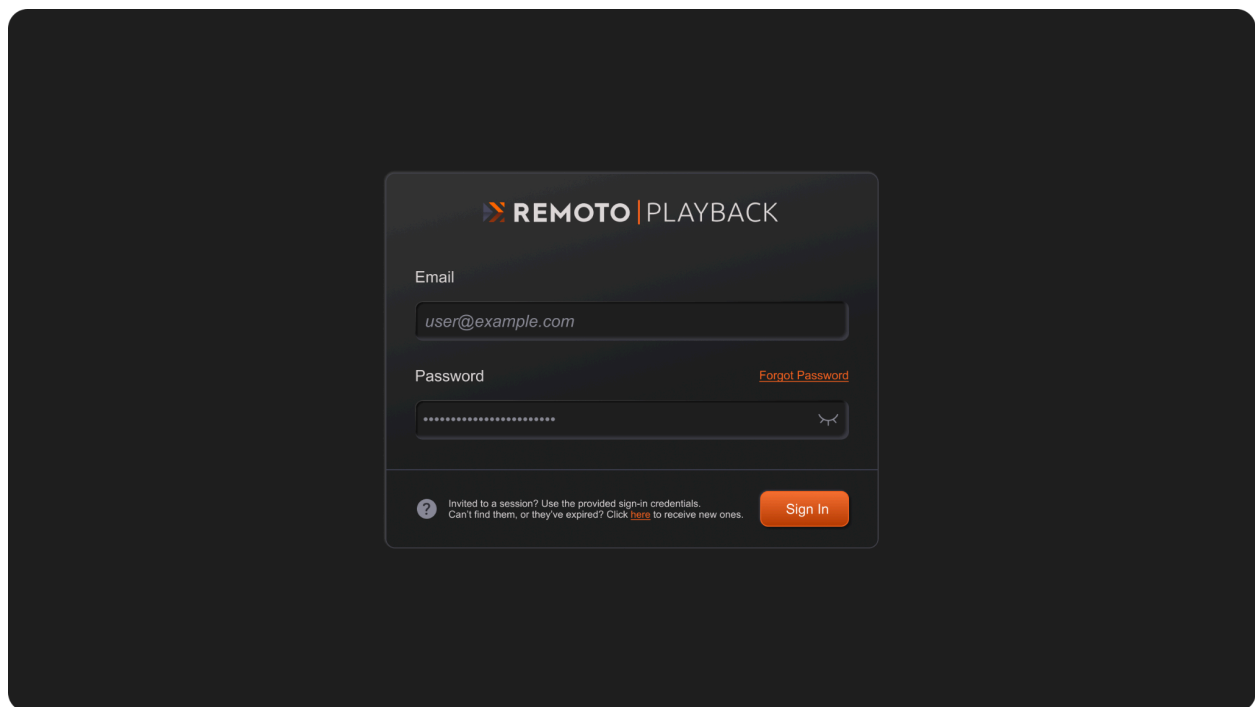 REMOTO | PLAYBACK
Email
user@example.com
Password
Forgot Password
••••••••••••••••••••••••
? Invited to a session? Use the provided sign-in credentials.
Can't find them, or they've expired? Click here to receive new ones.
Sign In